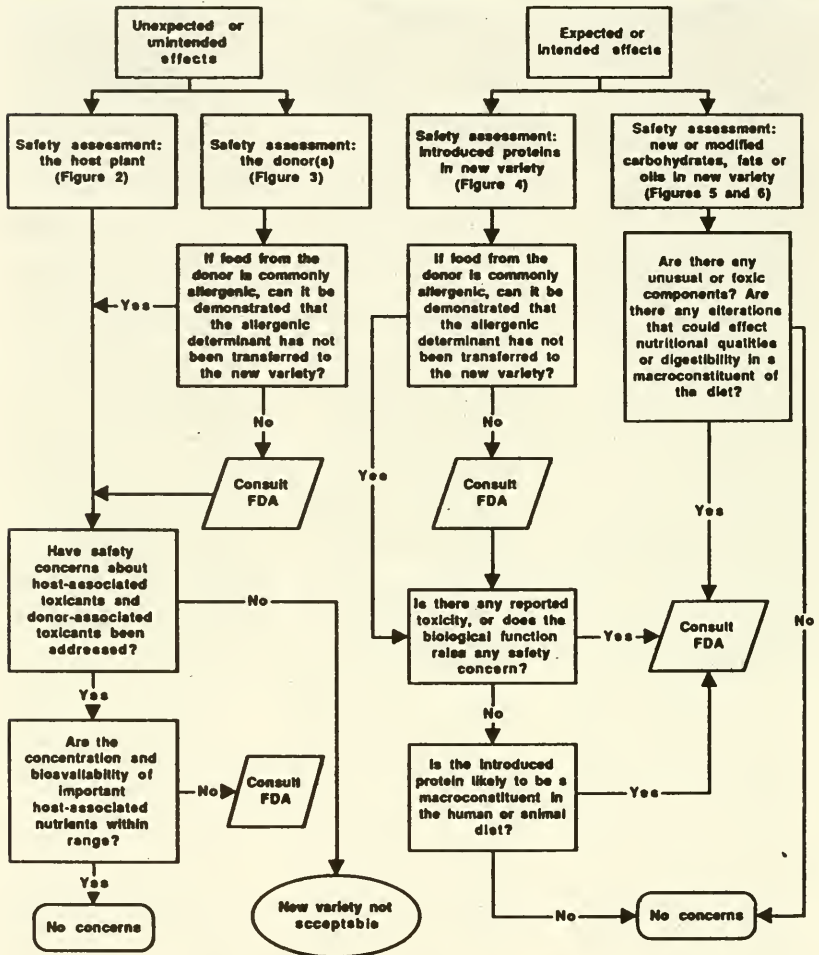 Unexpected or
unintended
effects
Expected or
intended effects
Safety assessment:
the host plant
(Figure 2)
Safety assessment:
the donor(s)
(Figure 3)
Safety assessment:
introduced proteins
in new variety
(Figure 4)
Safety assessment:
new or modified
carbohydrates, fats or
oils in new variety
(Figures 5 and 6)
If food from the
donor is commonly
allergenic, can it be
demonstrated that
the allergenic
determinant has not
been transferred to
the new variety?
Yes
No
Consult
FDA
If food from the
donor is commonly
allergenic, can it be
demonstrated that
the allergenic
determinant has not
been transferred to
the new variety?
Yes
No
Consult
FDA
Are there any
unusual or toxic
components? Are
there any alterations
that could effect
nutritional qualities
or digestibility in a
macroconstituent of
the diet?
Yes
No
Have safety
concerns about
host-associated
toxicants and
donor-associated
toxicants been
addressed?
No
Yes
Is there any reported
toxicity, or does the
biological function
raise any safety
concern?
Yes
Consult
FDA
No
Are the
concentration and
bioavailability of
important
host-associated
nutrients within
range?
No
Consult
FDA
Yes
Is the introduced
protein likely to be a
macroconstituent in
the human or animal
diet?
Yes
No
No concerns
New variety not
acceptable
No concerns